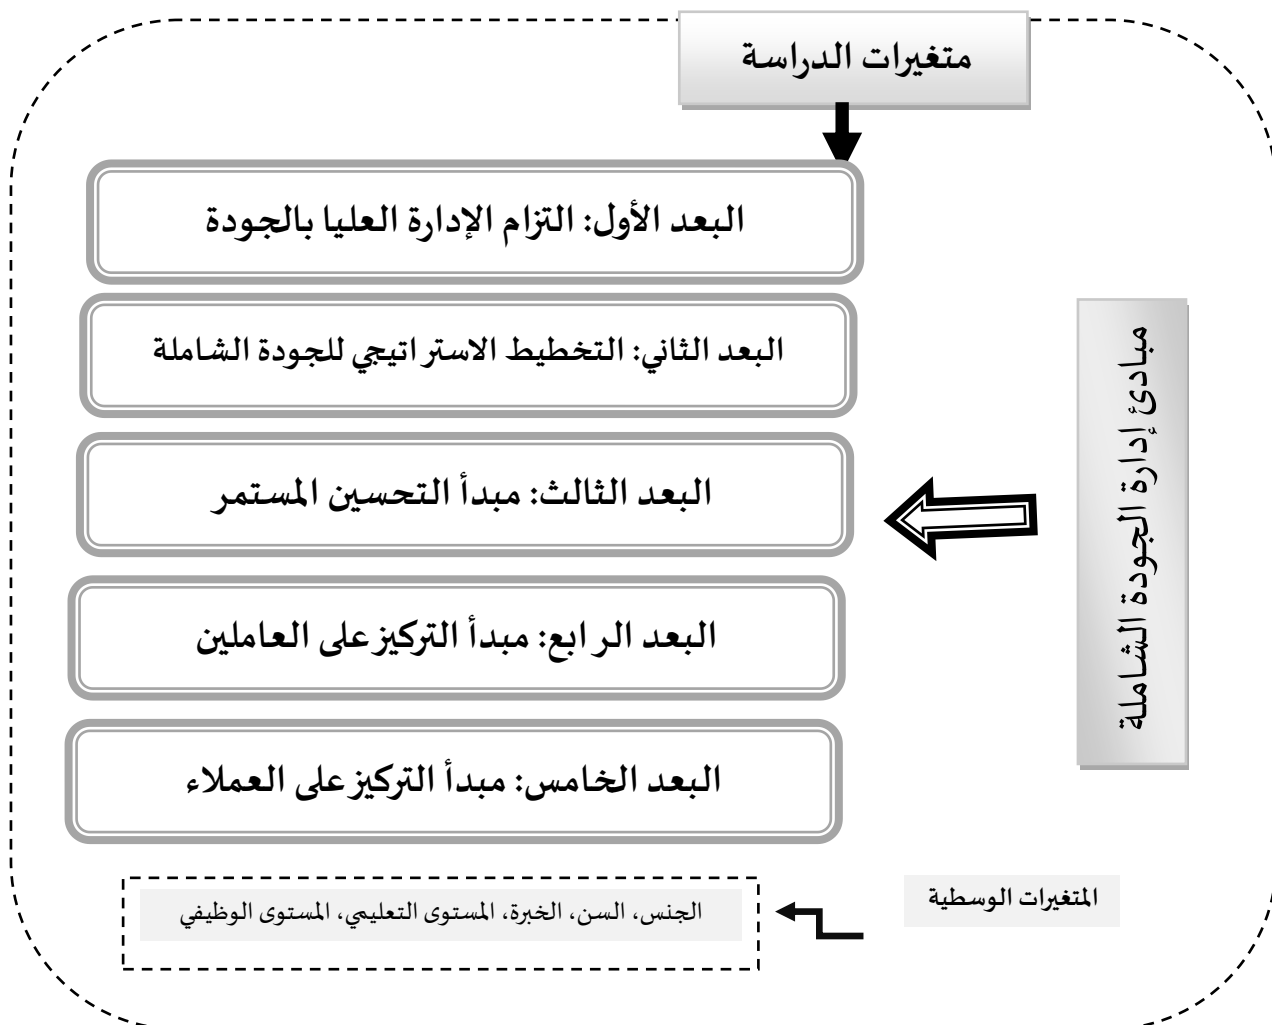 متغيرات الدراسة
البعد الأول: التزام الإدارة العليا بالجودة
البعد الثاني: التخطيط الاستراتيجي للجودة الشاملة
البعد الثالث: مبدأ التحسين المستمر
البعد الرابع: مبدأ التركيز على العاملين
البعد الخامس: مبدأ التركيز على العملاء
مبادئ إدارة الجودة الشاملة
المتغيرات الوسطية
الجنس، السن، الخبرة، المستوى التعليمي، المستوى الوظيفي